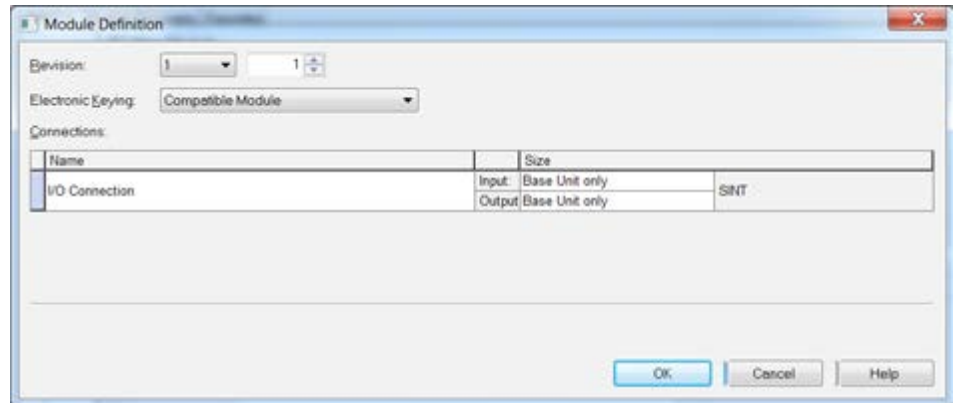 Module Definition
Revision: 1 1
Electronic Keying: Compatible Module
Connections:
Name Size
I/O Connection Input: Base Unit only SINT
Output Base Unit only
OK Cancel Help